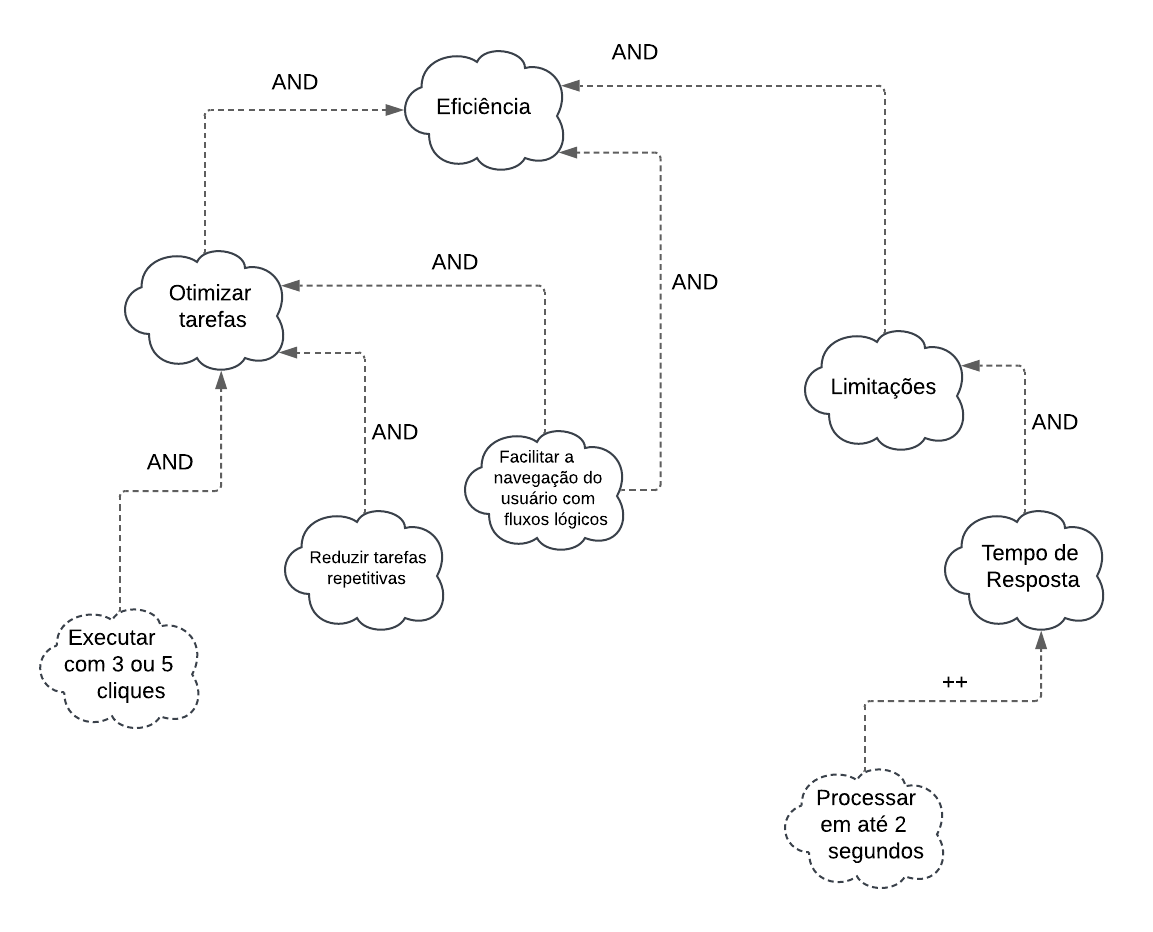 AND
AND
Eficiência
AND
AND
Otimizar
tarefas
Limitações
AND
AND
AND
Facilitar a
navegação do
usuário com
fluxos lógicos
Reduzir tarefas
repetitivas
Tempo de
Resposta
Executar
com 3 ou 5
cliques
++
Processar
em até 2
segundos